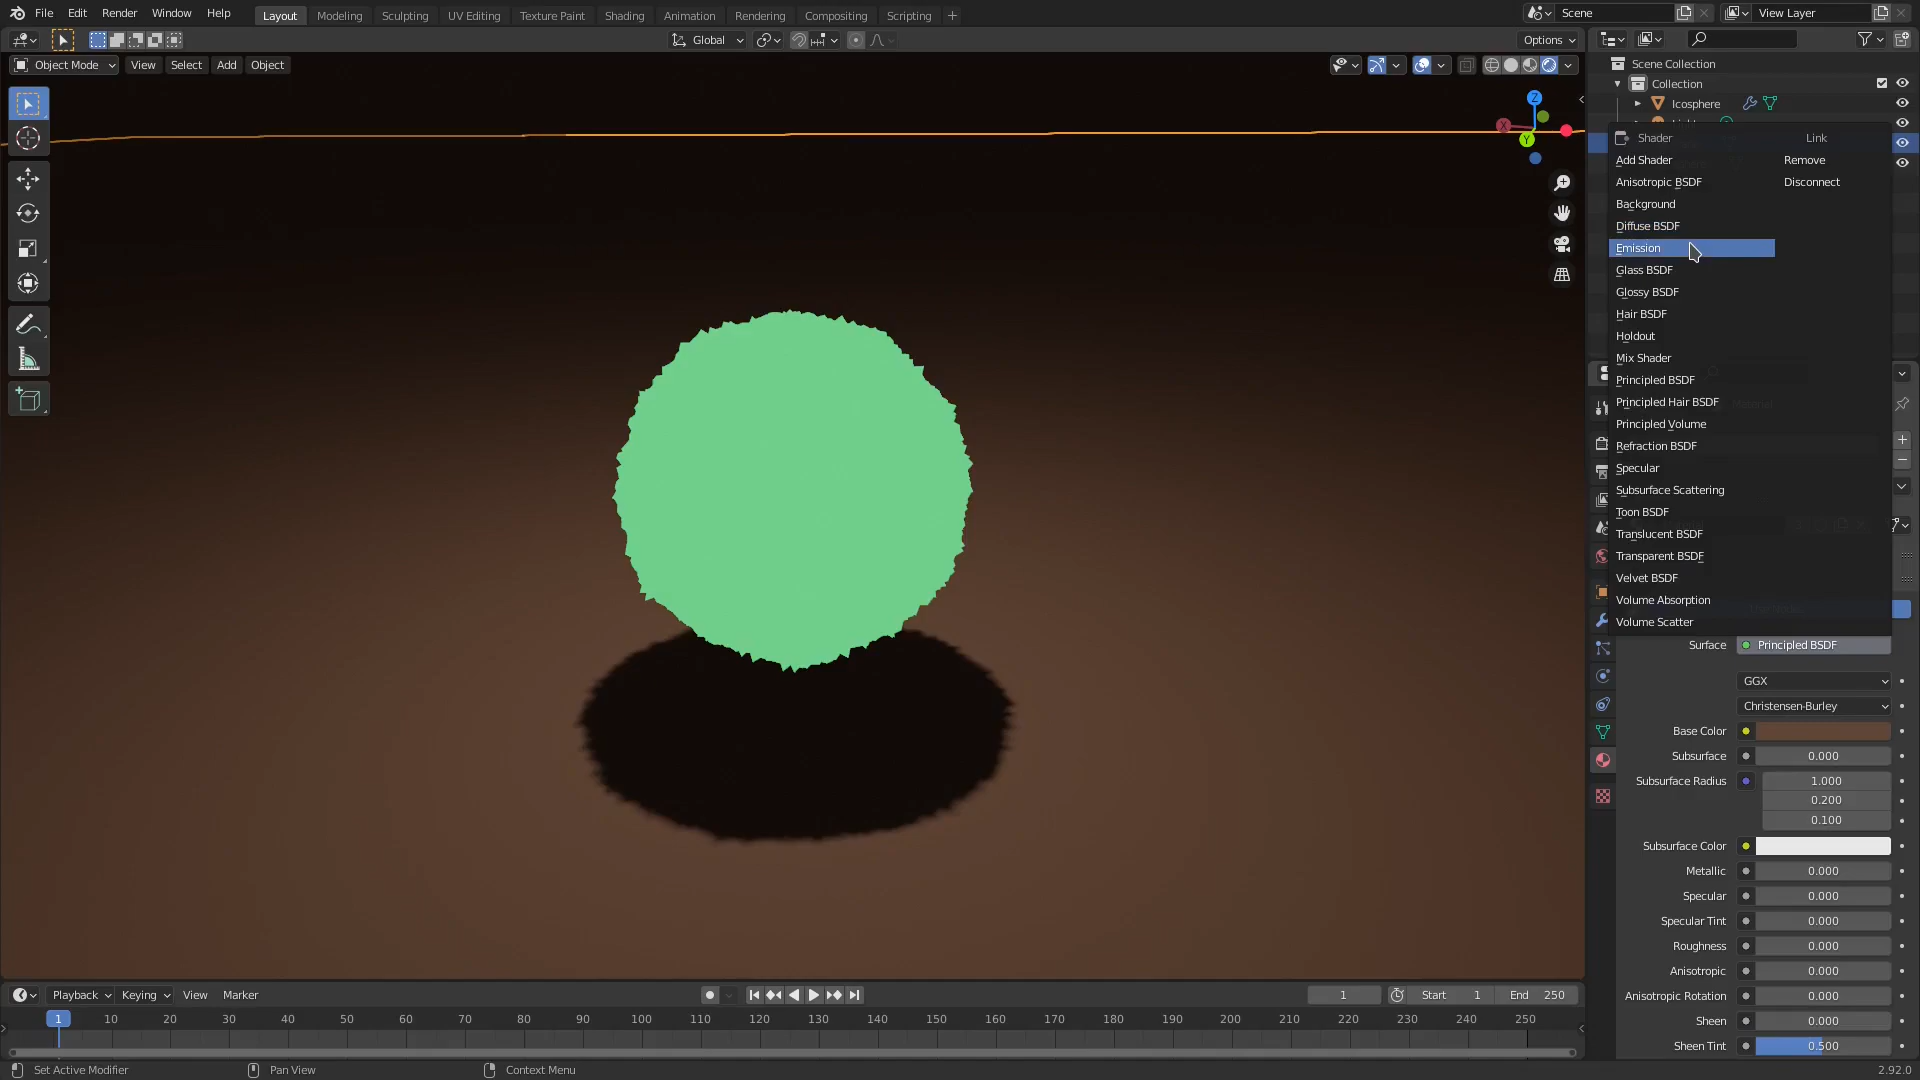 File Edit Render Window Help Layout Modeling Sculpting UV Editing Texture Paint Shading Animation Rendering Compositing Scripting + Scene View Layer
Global Options
Object Mode View Select Add Object
Scene Collection
Collection
Icosphere
Z
X
Y
Shader Link
Add Shader Remove
Anisotropic BSDF Disconnect
Background
Diffuse BSDF
Emission
Glass BSDF
Glossy BSDF
Hair BSDF
Holdout
Mix Shader
Principled BSDF
Principled Hair BSDF
Principled Volume
Refraction BSDF
Specular
Subsurface Scattering
Toon BSDF
Translucent BSDF
Transparent BSDF
Velvet BSDF
Volume Absorption
Volume Scatter
Surface Principled BSDF
GGX
Christensen-Burley
Base Color
Subsurface 0.000
Subsurface Radius 1.000
0.200
0.100
Subsurface Color
Metallic 0.000
Specular 0.000
Specular Tint 0.000
Roughness 0.000
Anisotropic 0.000
Anisotropic Rotation 0.000
Sheen 0.000
Sheen Tint 0.500
Playback Keying View Marker 1 Start 1 End 250
1 10 20 30 40 50 60 70 80 90 100 110 120 130 140 150 160 170 180 190 200 210 220 230 240 250
Set Active Modifier Pan View Context Menu 2.92.0